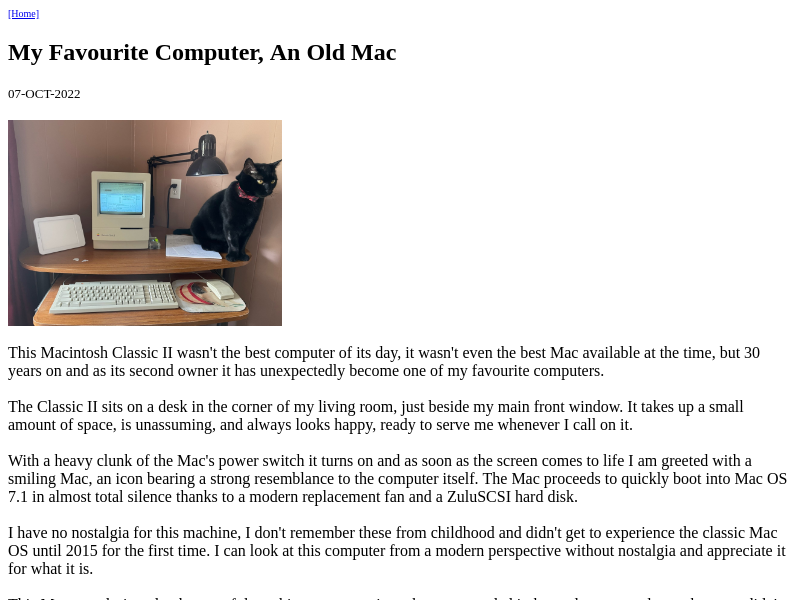 [Home]
My Favourite Computer, An Old Mac
07-OCT-2022
This Macintosh Classic II wasn't the best computer of its day, it wasn't even the best Mac available at the time, but 30
years on and as its second owner it has unexpectedly become one of my favourite computers.
The Classic II sits on a desk in the corner of my living room, just beside my main front window. It takes up a small
amount of space, is unassuming, and always looks happy, ready to serve me whenever I call on it.
With a heavy clunk of the Mac's power switch it turns on and as soon as the screen comes to life I am greeted with a
smiling Mac, an icon bearing a strong resemblance to the computer itself. The Mac proceeds to quickly boot into Mac OS
7.1 in almost total silence thanks to a modern replacement fan and a ZuluSCSI hard disk.
I have no nostalgia for this machine, I don't remember these from childhood and didn't get to experience the classic Mac
OS until 2015 for the first time. I can look at this computer from a modern perspective without nostalgia and appreciate it
for what it is.